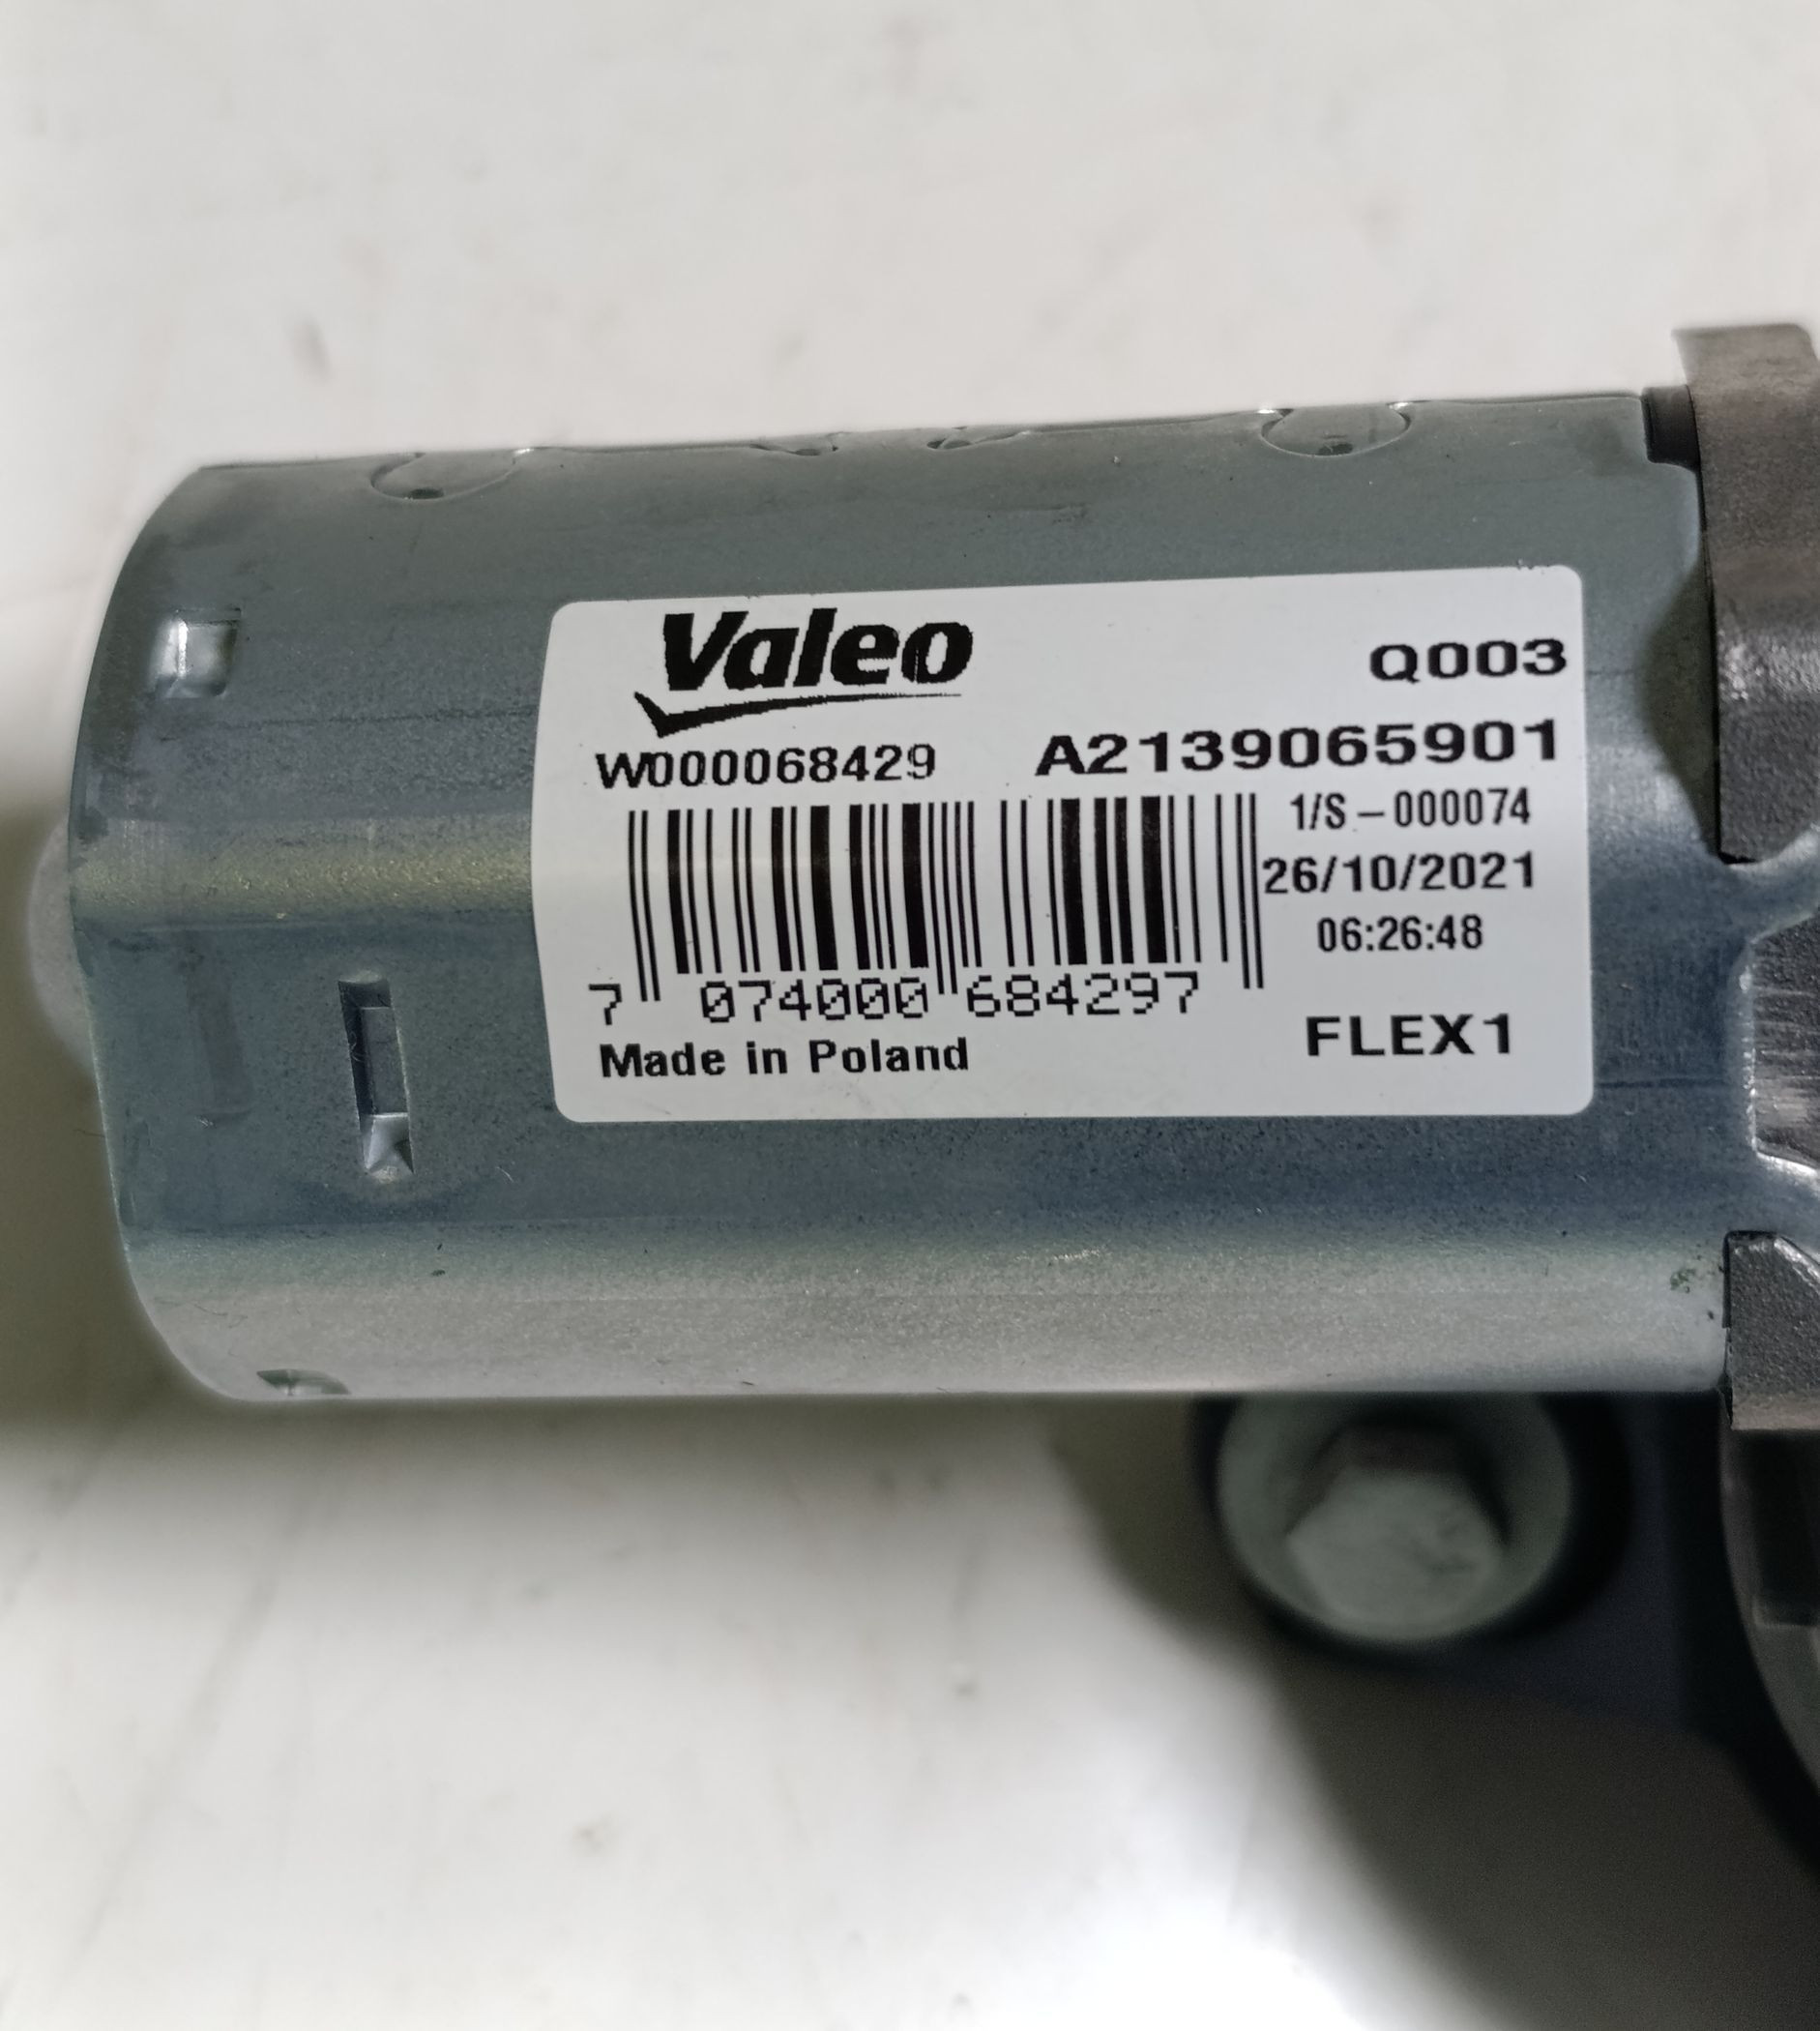 Valeo
Q003
W000068429 A2139065901
1/S-000074
26/10/2021
06:26:48
7 074000 684297
Made in Poland
FLEX1